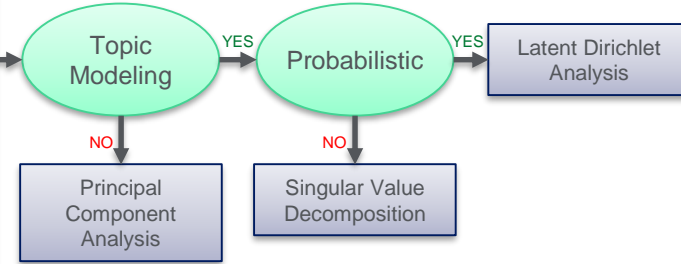 Topic
Modeling
YES
Probabilistic
YES
Latent Dirichlet
Analysis
NO
NO
Principal
Component
Analysis
Singular Value
Decomposition